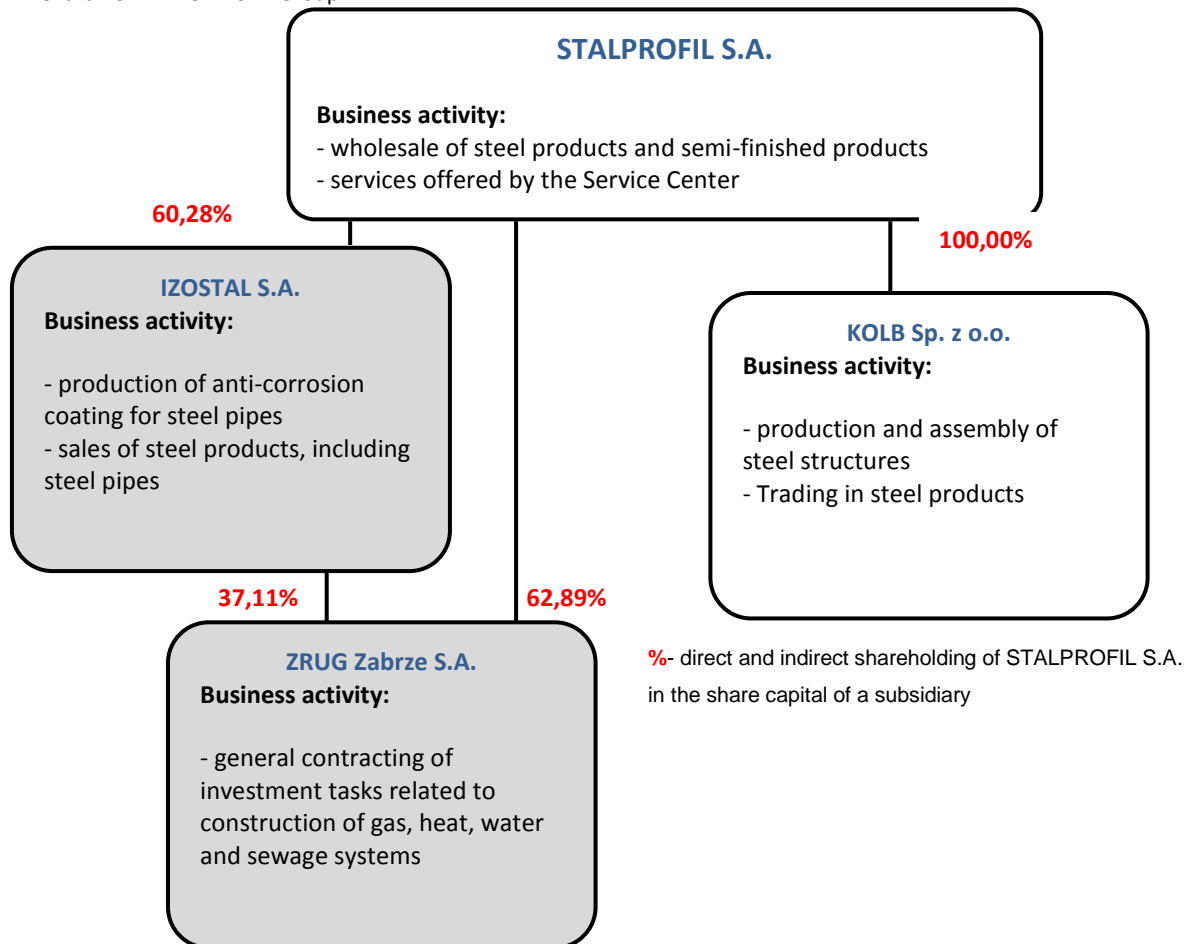 STALPROFIL S.A.
Business activity:
- wholesale of steel products and semi-finished products
- services offered by the Service Center
60,28%
100,00%
IZOSTAL S.A.
Business activity:
- production of anti-corrosion
coating for steel pipes
- sales of steel products, including
steel pipes
KOLB Sp. z o.o.
Business activity:
- production and assembly of
steel structures
- Trading in steel products
37,11%
62,89%
ZRUG Zabrze S.A.
Business activity:
- general contracting of
investment tasks related to
construction of gas, heat, water
and sewage systems
%- direct and indirect shareholding of STALPROFIL S.A.
in the share capital of a subsidiary